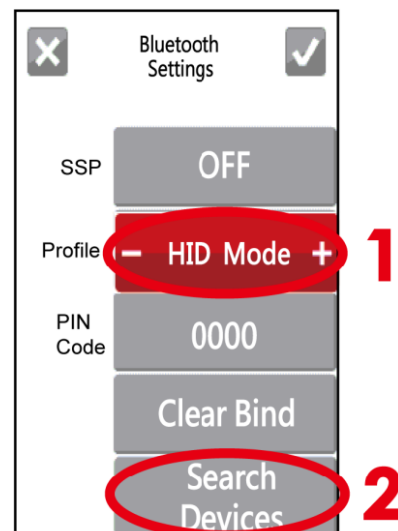 Bluetooth
Settings
SSP
OFF
Profile
- HID Mode +
1
PIN
Code
0000
Clear Bind
Search
Devices
2